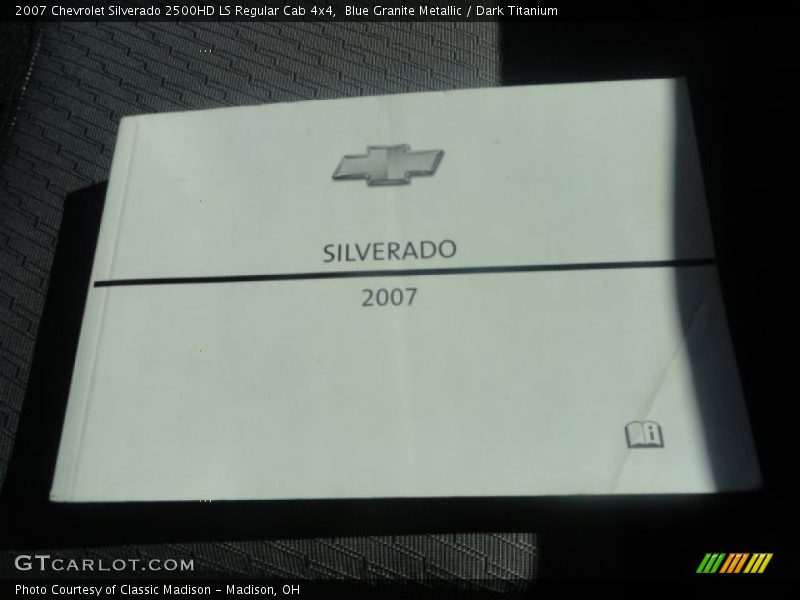 2007 Chevrolet Silverado 2500HD LS Regular Cab 4x4,  Blue Granite Metallic / Dark Titanium
SILVERADO
2007
i
GTCARLOT.COM
Photo Courtesy of Classic Madison - Madison, OH